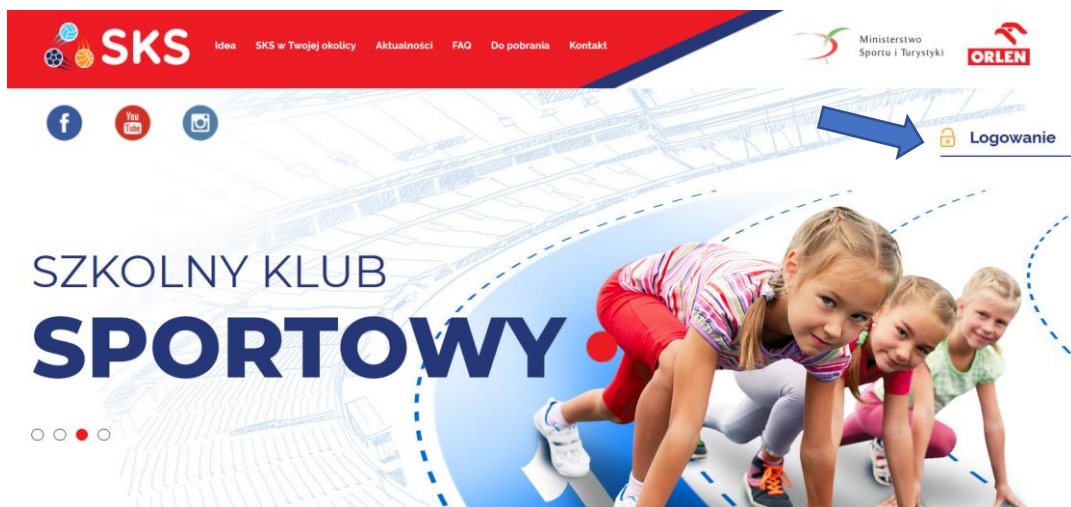 SKS
Idea SKS w Twojej okolicy Aktualności FAQ Do pobrania Kontakt
Ministerstwo
Sportu i Turystyki
ORLEN
You
Tube
Logowanie
SZKOLNY KLUB
SPORTOWY
1